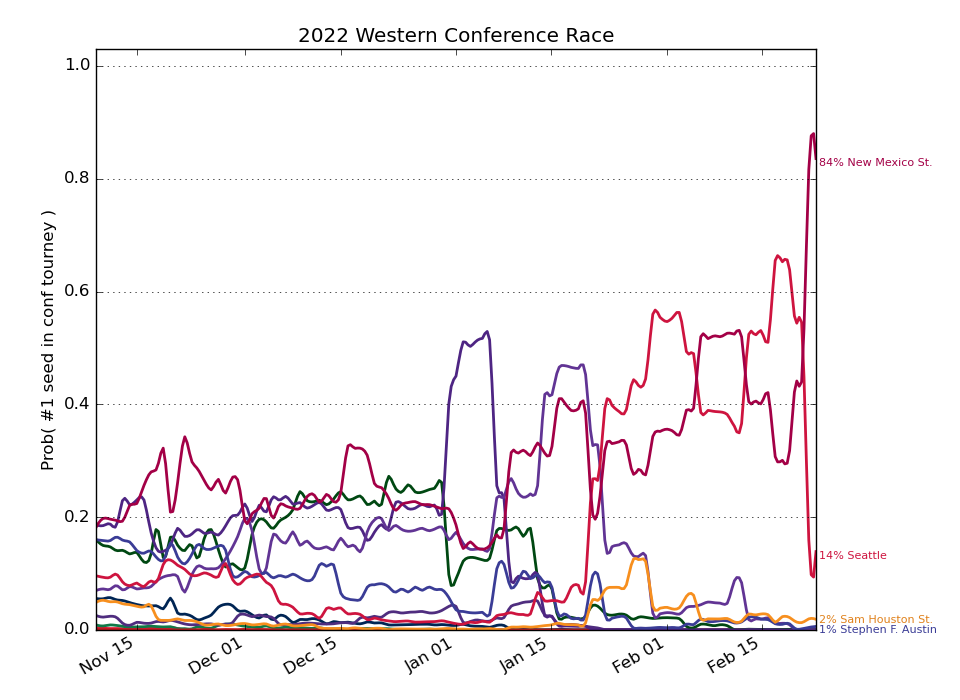 2022 Western Conference Race
Prob( #1 seed in conf tourney )
1.0
0.8
0.6
0.4
0.2
0.0
84% New Mexico St.
14% Seattle
2% Sam Houston St.
1% Stephen F. Austin
Nov 15
Dec 01
Dec 15
Jan 01
Jan 15
Feb 01
Feb 15